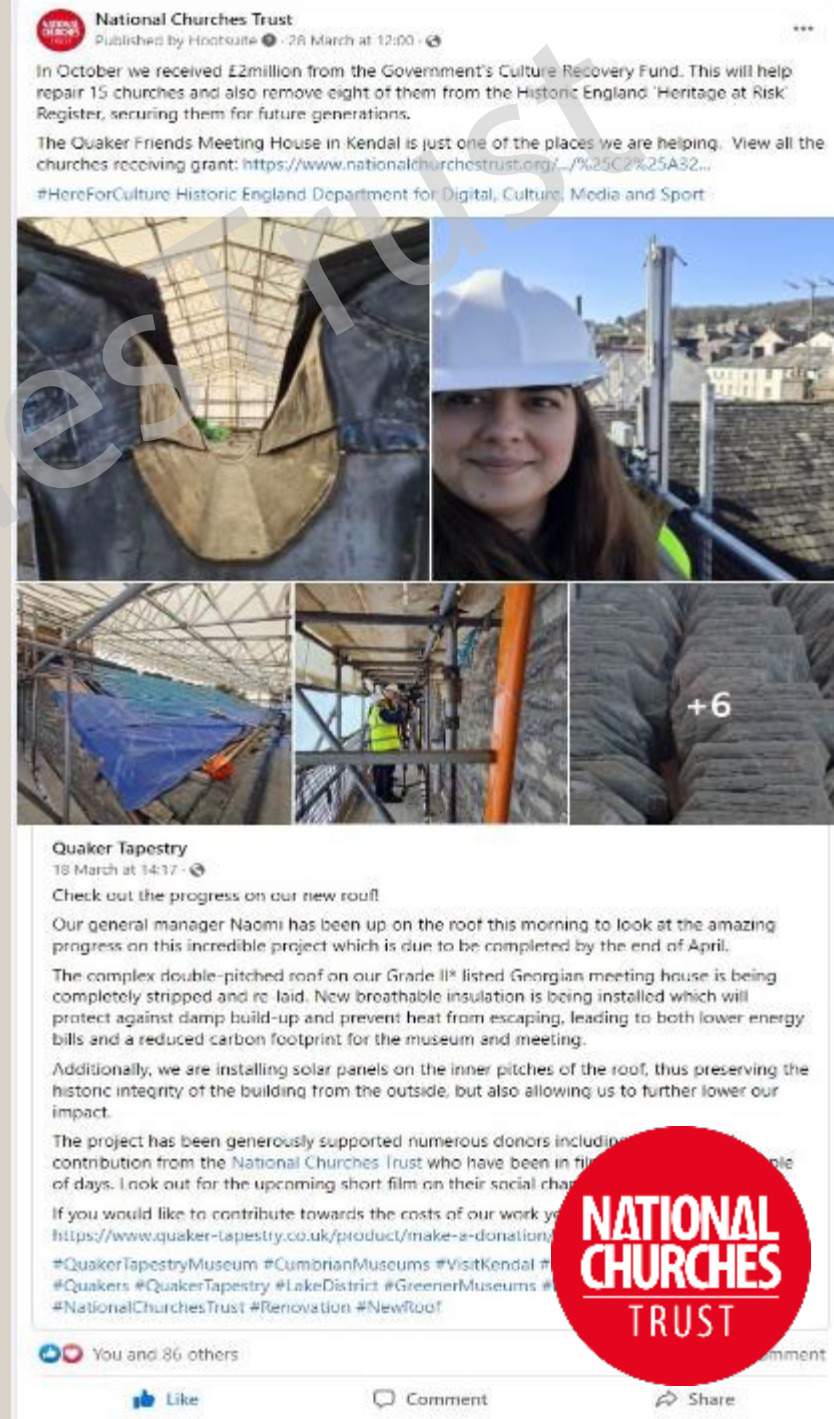 NATIONAL
CHURCHES
TRUST
National Churches Trust
Published by Hootsuite · 28 March at 12:00 ·
In October we received £2million from the Government's Culture Recovery Fund. This will help
repair 15 churches and also remove eight of them from the Historic England 'Heritage at Risk'
Register, securing them for future generations.
The Quaker Friends Meeting House in Kendal is just one of the places we are helping. View all the
churches receiving grant: https://www.nationalchurchestrust.org/.../%25C2%25A32...
#HereForCulture Historic England Department for Digital, Culture, Media and Sport
+6
Quaker Tapestry
18 March at 14:17 ·
Check out the progress on our new roof!
Our general manager Naomi has been up on the roof this morning to look at the amazing
progress on this incredible project which is due to be completed by the end of April.
The complex double-pitched roof on our Grade II* listed Georgian meeting house is being
completely stripped and re-laid. New breathable insulation is being installed which will
protect against damp build-up and prevent heat from escaping, leading to both lower energy
bills and a reduced carbon footprint for the museum and meeting.
Additionally, we are installing solar panels on the inner pitches of the roof, thus preserving the
historic integrity of the building from the outside, but also allowing us to further lower our
impact.
The project has been generously supported numerous donors including
contribution from the National Churches Trust who have been in
of days. Look out for the upcoming short film on their social
If you would like to contribute towards the costs of our work
https://www.quaker-tapestry.co.uk/product/make-a-donation/
#QuakerTapestryMuseum #CumbrianMuseums #VisitKendal
#Quakers #QuakerTapestry #LakeDistrict #GreenerMuseums
#NationalChurchesTrust #Renovation #NewRoof
NATIONAL
CHURCHES
TRUST
You and 86 others
Like
Comment
Share